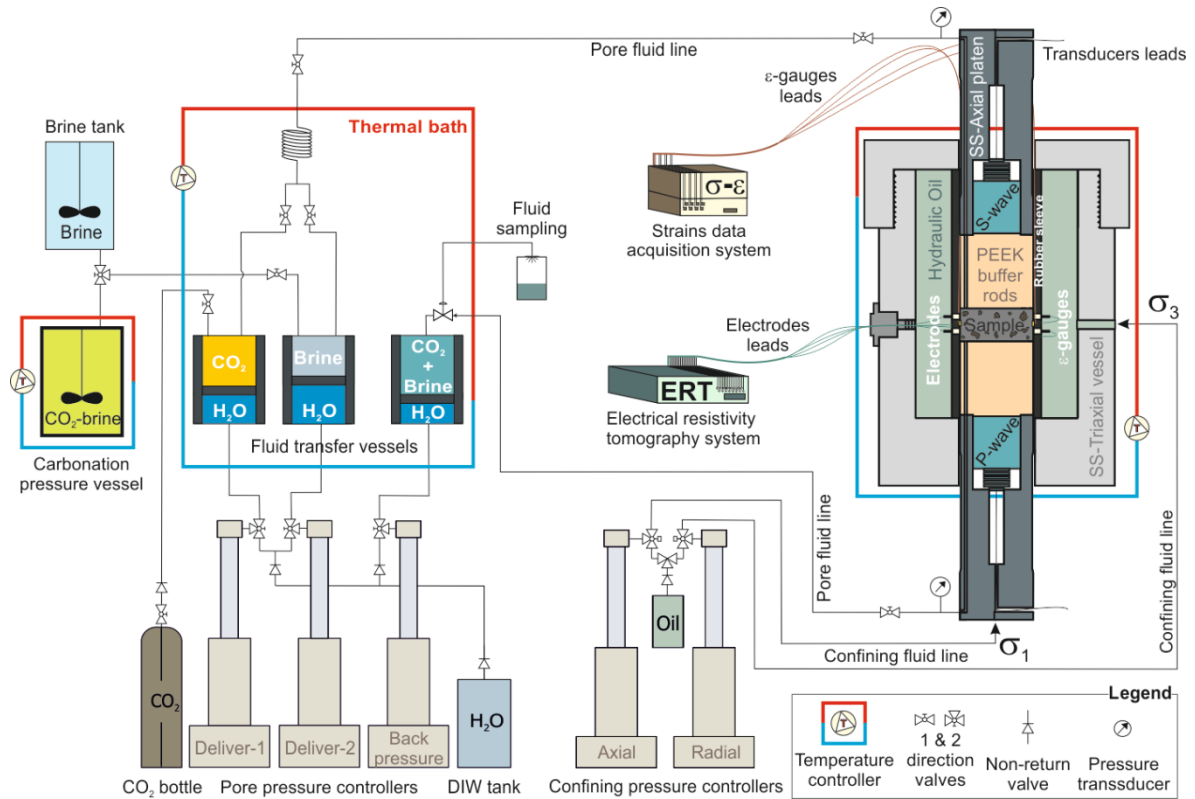 Pore fluid line
Transducers leads
ε-gauges
leads
SS-Axial platen
Brine tank
Thermal bath
T
Brine
Fluid
sampling
σ-ε
Strains data
acquisition system
S-wave
Hydraulic Oil
Rubber sleeve
PEEK
buffer
rods
Electrodes
ε-gauges
Sample
σ3
SS-Triaxial vessel
Electrodes
leads
ERT
Electrical resistivity
tomography system
P-wave
T
T
CO2-brine
Carbonation
pressure vessel
CO2
H2O
Brine
H2O
CO2
+
Brine
H2O
Fluid transfer vessels
Pore fluid line
Confining fluid line
Oil
σ1
Confining fluid line
CO2
Deliver-1
Deliver-2
Back
pressure
H2O
Axial
Radial
CO2 bottle
Pore pressure controllers
DIW tank
Confining pressure controllers
Legend
T
Temperature
controller
1 & 2
direction
valves
Non-return
valve
Pressure
transsducer